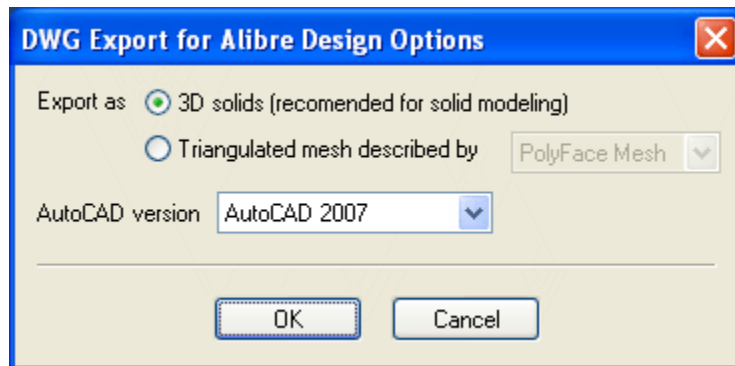 DWG Export for Alibre Design Options
Export as 3D solids (recomended for solid modeling)
Triangulated mesh described by PolyFace Mesh
AutoCAD version AutoCAD 2007
OK Cancel